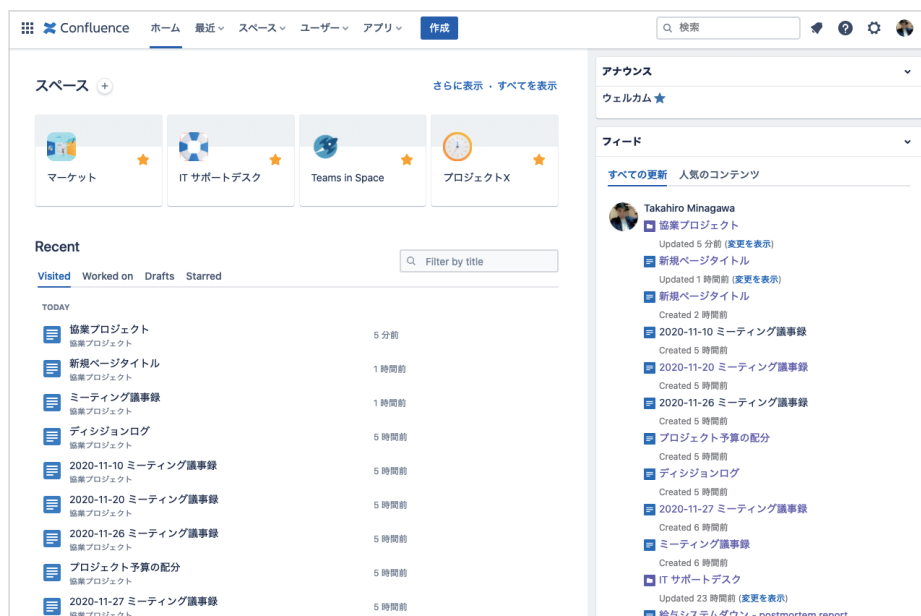 Confluence ホーム 最近 スペース ユーザー アプリ 作成 検索
スペース さらに表示 ・ すべてを表示
マーケット IT サポートデスク Teams in Space プロジェクトX
Recent Filter by title
Visited Worked on Drafts Starred
TODAY
協業プロジェクト 5 分前
協業プロジェクト
新規ページタイトル 1 時間前
協業プロジェクト
ミーティング議事録 1 時間前
協業プロジェクト
ディシジョンログ 5 時間前
協業プロジェクト
2020-11-10 ミーティング議事録 5 時間前
協業プロジェクト
2020-11-20 ミーティング議事録 5 時間前
協業プロジェクト
2020-11-26 ミーティング議事録 5 時間前
協業プロジェクト
プロジェクト予算の配分 5 時間前
協業プロジェクト
2020-11-27 ミーティング議事録 5 時間前
協業プロジェクト
アナウンス
ウェルカム
フィード
すべての更新 人気のコンテンツ
Takahiro Minagawa
協業プロジェクト
Updated 5 分前 (変更を表示)
新規ページタイトル
Updated 1 時間前 (変更を表示)
新規ページタイトル
Created 2 時間前
2020-11-10 ミーティング議事録
Created 5 時間前
2020-11-20 ミーティング議事録
Created 5 時間前
2020-11-26 ミーティング議事録
Created 5 時間前
プロジェクト予算の配分
Created 5 時間前
ディシジョンログ
Created 5 時間前
2020-11-27 ミーティング議事録
Created 6 時間前
ミーティング議事録
Created 6 時間前
IT サポートデスク
Updated 23 時間前 (変更を表示)
給与システムダウン - postmortem report